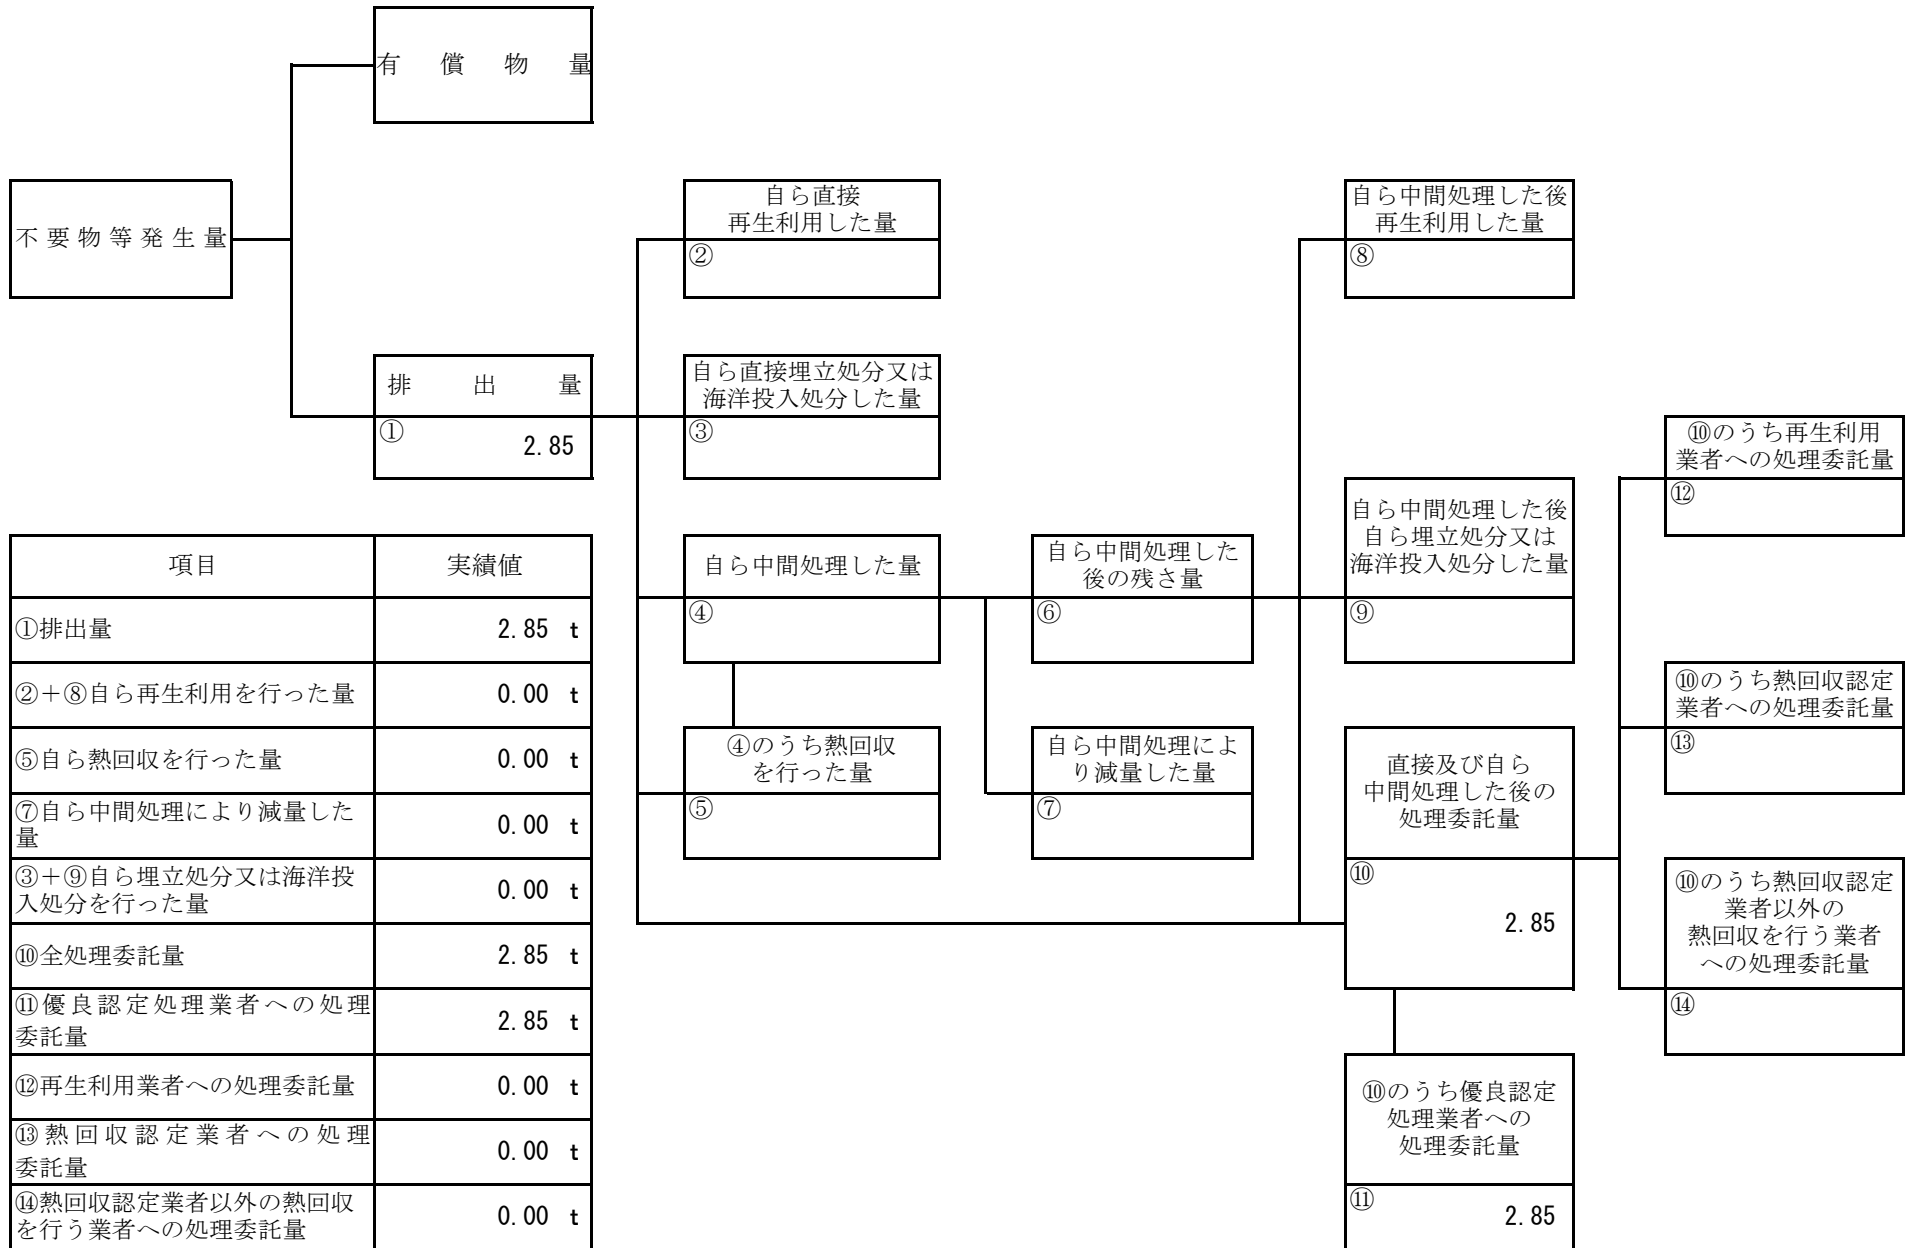 有償物量
不要物等発生量
排出量
① 2.85
自ら直接
再生利用した量
②
自ら直接埋立処分又は
海洋投入処分した量
③
自ら中間処理した量
④
④のうち熱回収
を行った量
⑤
自ら中間処理した
後の残さ量
⑥
自ら中間処理によ
り減量した量
⑦
自ら中間処理した後
再生利用した量
⑧
自ら中間処理した後
自ら埋立処分又は
海洋投入処分した量
⑨
直接及び自ら
中間処理した後の
処理委託量
⑩
2.85
⑩のうち優良認定
処理業者への
処理委託量
⑪
2.85
⑩のうち再生利用
業者への処理委託量
⑫
⑩のうち熱回収認定
業者への処理委託量
⑬
⑩のうち熱回収認定
業者以外の
熱回収を行う業者
への処理委託量
⑭
項目 実績値
①排出量 2.85 t
②＋⑧自ら再生利用を行った量 0.00 t
⑤自ら熱回収を行った量 0.00 t
⑦自ら中間処理により減量した
量 0.00 t
③＋⑨自ら埋立処分又は海洋投
入処分を行った量 0.00 t
⑩全処理委託量 2.85 t
⑪優良認定処理業者への処理
委託量 2.85 t
⑫再生利用業者への処理委託量 0.00 t
⑬熱回収認定業者への処理
委託量 0.00 t
⑭熱回収認定業者以外の熱回収
を行う業者への処理委託量 0.00 t